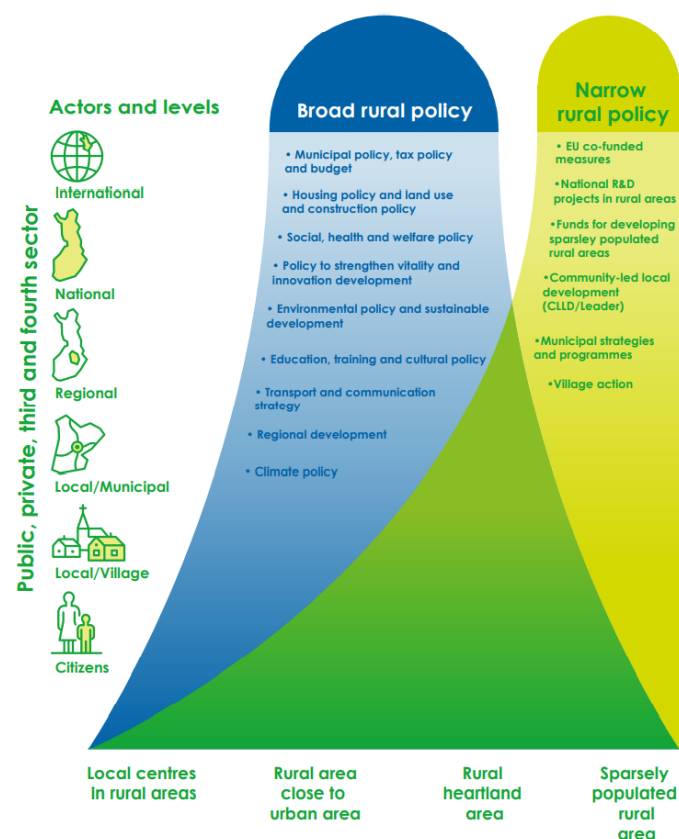 Actors and levels
International
National
Regional
Local/Municipal
Local/Village
Citizens
Public, private, third and fourth sector
Broad rural policy
• Municipal policy, tax policy
and budget
• Housing policy and land use
and construction policy
• Social, health and welfare policy
• Policy to strengthen vitality and
innovation development
• Environmental policy and sustainable
development
• Education, training and cultural policy
• Transport and communication
strategy
• Regional development
• Climate policy
Narrow
rural policy
• EU co-funded
measures
•National R&D
projects in rural areas
•Funds for developing
sparsley populated
rural areas
•Community-led local
development
(CLLD/Leader)
•Municipal strategies
and programmes
•Village action
Local centres
in rural areas
Rural area
close to
urban area
Rural
heartland
area
Sparsely
populated
rural
area